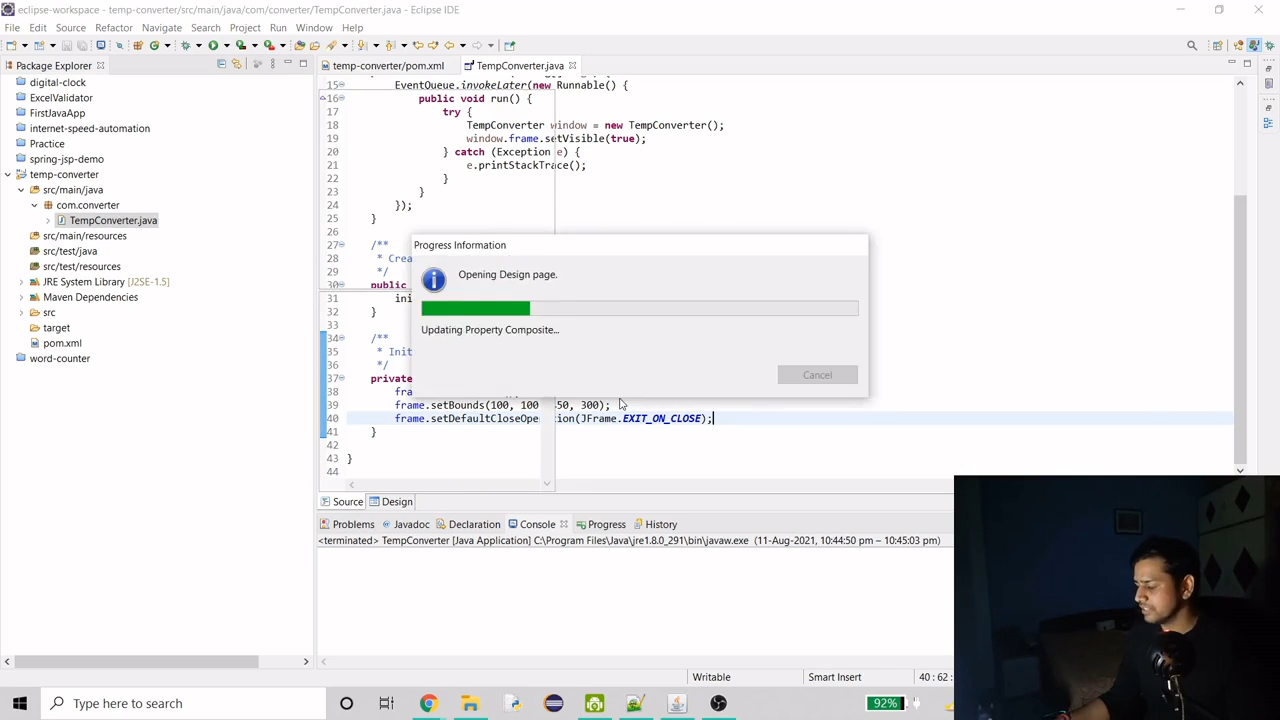 eclipse-workspace - temp-converter/src/main/java/com/converter/TempConverter.java - Eclipse IDE
File Edit Source Refactor Navigate Search Project Run Window Help
Package Explorer
temp-converter/pom.xml
TempConverter.java
digital-clock
ExcelValidator
FirstJavaApp
internet-speed-automation
Practice
spring-jsp-demo
temp-converter
src/main/java
com.converter
TempConverter.java
src/main/resources
src/test/java
src/test/resources
JRE System Library [J2SE-1.5]
Maven Dependencies
src
target
pom.xml
word-counter
15 EventQueue.invokeLater(new Runnable() {
16 public void run() {
17 try {
18 TempConverter window = new TempConverter();
19 window.frame.setVisible(true);
20 } catch (Exception e) {
21 e.printStackTrace();
22 }
23 }
24 });
25 }
26
27 /**
28 * Crea
29 */
30 public
31 ini
32 }
33
34 /**
35 * Init
36 */
37 private
38 fra
39 frame.setBounds(100, 100 50, 300);
40 frame.setDefaultCloseOpe tion(JFrame.EXIT_ON_CLOSE);
41 }
42
43 }
44
Progress Information
Opening Design page.
Updating Property Composite...
Cancel
Source Design
Problems Javadoc Declaration Console Progress History
<terminated> TempConverter [Java Application] C:\Program Files\Java\jre1.8.0_291\bin\javaw.exe (11-Aug-2021, 10:44:50 pm – 10:45:03 pm)
Writable Smart Insert 40 : 62 :
Type here to search
92%